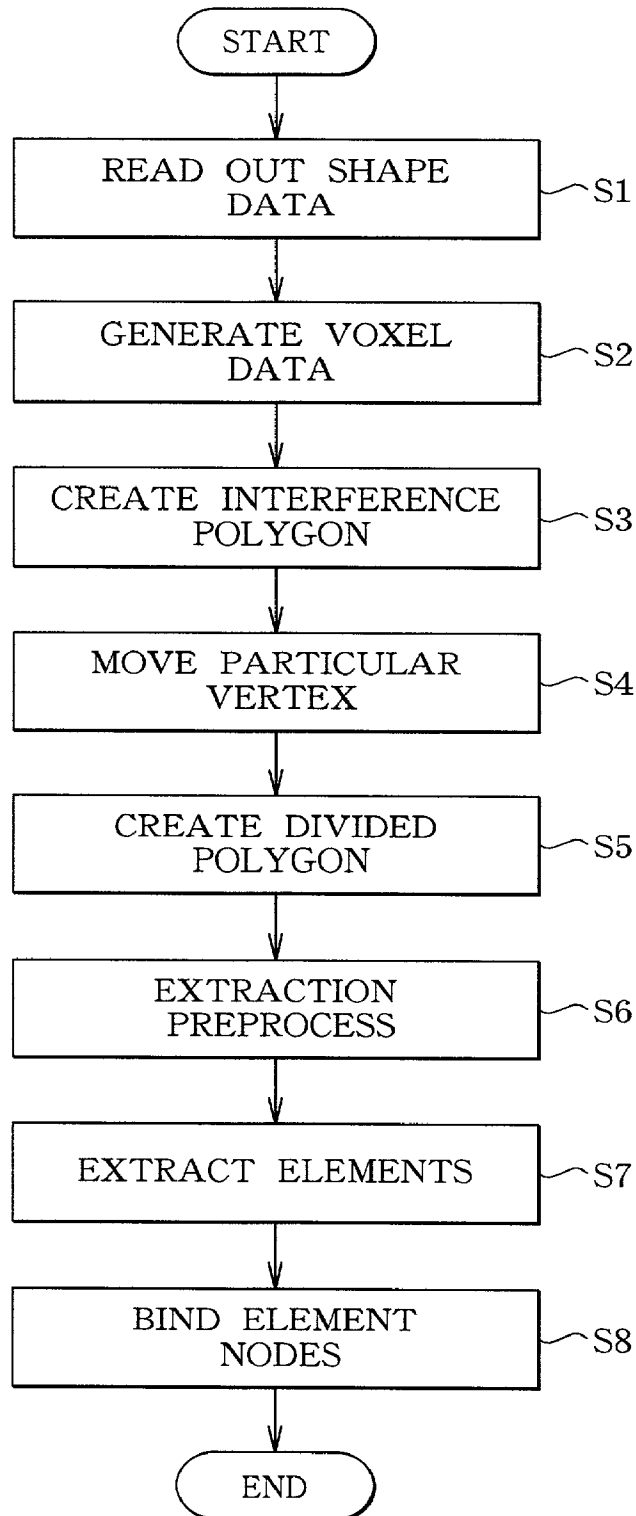 START
READ OUT SHAPE
DATA
S1
GENERATE VOXEL
DATA
S2
CREATE INTERFERENCE
POLYGON
S3
MOVE PARTICULAR
VERTEX
S4
CREATE DIVIDED
POLYGON
S5
EXTRACTION
PREPROCESS
S6
EXTRACT ELEMENTS
S7
BIND ELEMENT
NODES
S8
END